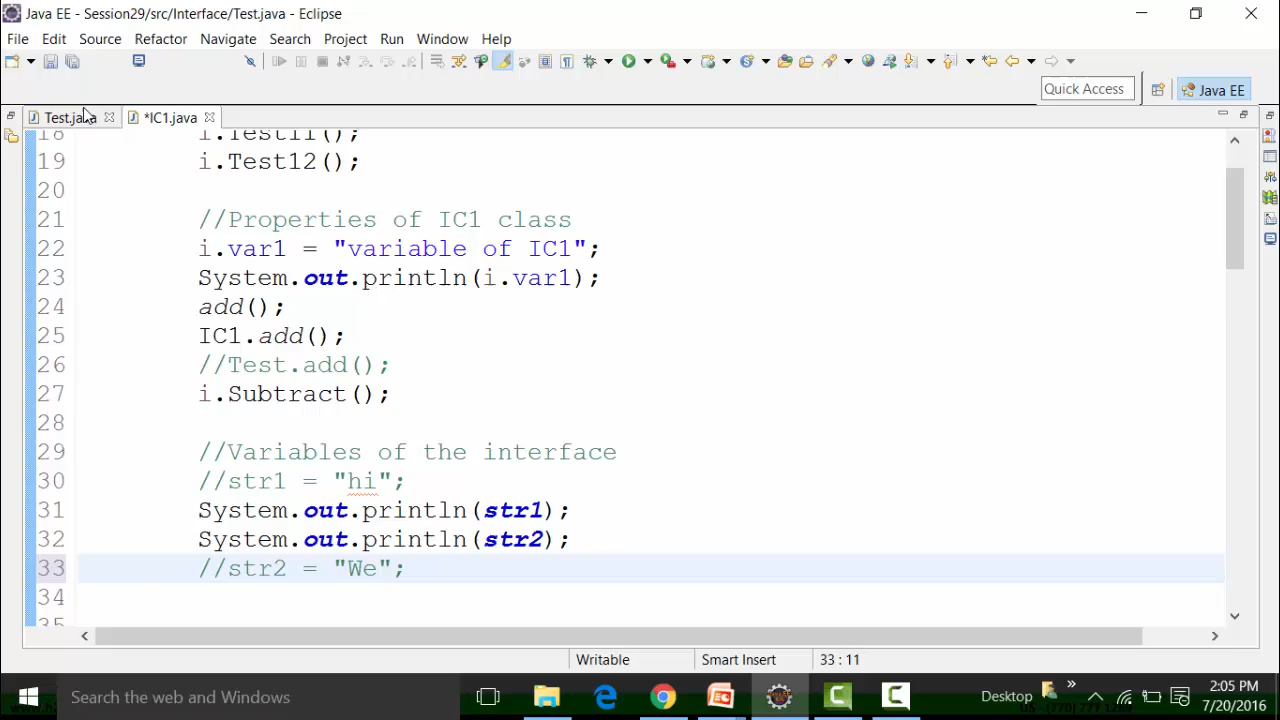 Java EE - Session29/src/Interface/Test.java - Eclipse
File Edit Source Refactor Navigate Search Project Run Window Help
Quick Access
Java EE
Test.java
*IC1.java
18 i.Test11();
19 i.Test12();
20
21 //Properties of IC1 class
22 i.var1 = "variable of IC1";
23 System.out.println(i.var1);
24 add();
25 IC1.add();
26 //Test.add();
27 i.Subtract();
28
29 //Variables of the interface
30 //str1 = "hi";
31 System.out.println(str1);
32 System.out.println(str2);
33 //str2 = "We";
34
35
Writable Smart Insert 33 : 11
Search the web and Windows
Desktop
2:05 PM
7/20/2016